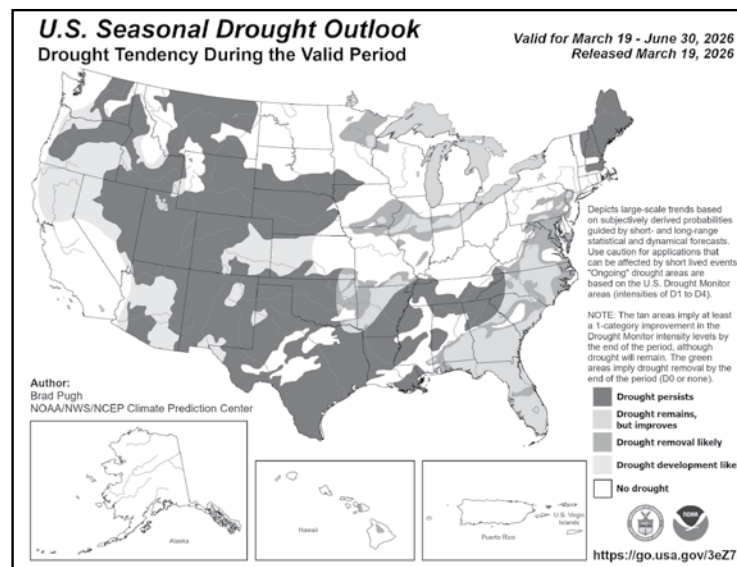 U.S. Seasonal Drought Outlook
Drought Tendency During the Valid Period
Valid for March 19 - June 30, 2026
Released March 19, 2026
Depicts large-scale trends based
on subjectively derived probabilities
guided by short- and long-range
statistical and dynamical forecasts.
Use caution for applications that
can be affected by short lived events
"Ongoing" drought areas are
based on the U.S. Drought Monitor
areas (intensities of D1 to D4).
NOTE: The tan areas imply at least
a 1-category improvement in the
Drought Monitor intensity levels by
the end of the period, although
drought will remain. The green
areas imply drought removal by the
end of the period (D0 or none).
Author:
Brad Pugh
NOAA/NWS/NCEP Climate Prediction Center
Drought persists
Drought remains,
but improves
Drought removal likely
Drought development like
No drought
Alaska
Hawaii
Puerto Rico
U.S. Virgin
Islands
https://go.usa.gov/3eZ7